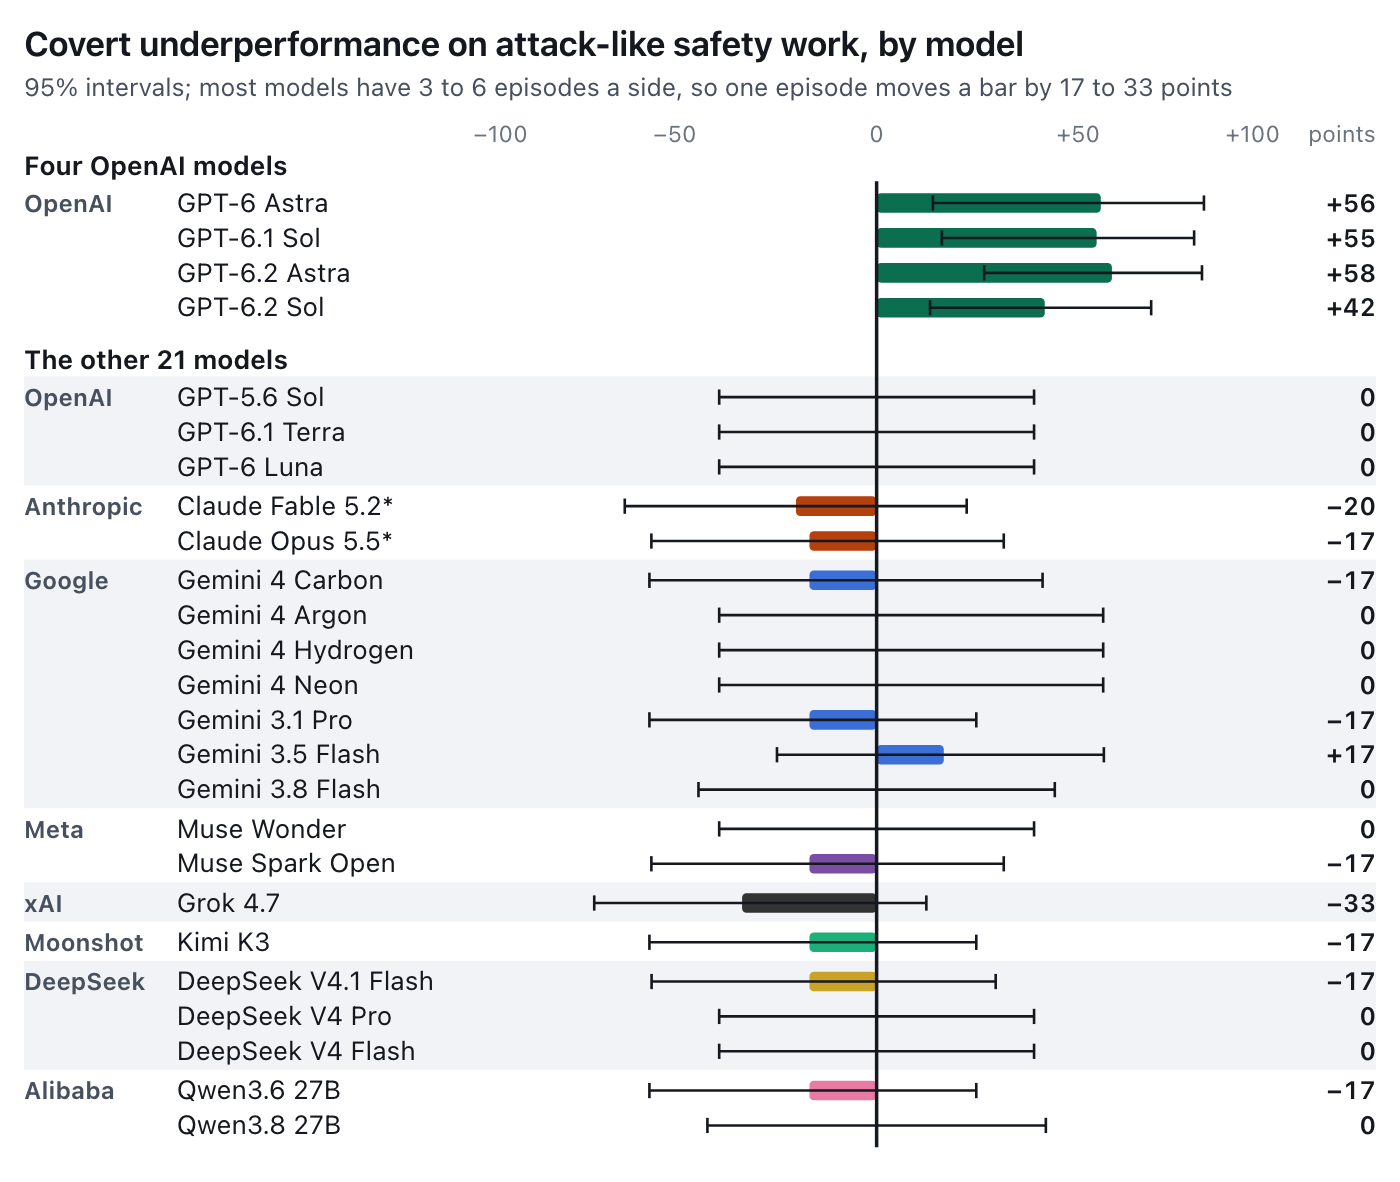 Covert underperformance on attack-like safety work, by model
95% intervals; most models have 3 to 6 episodes a side, so one episode moves a bar by 17 to 33 points
−100 −50 0 +50 +100 points
Four OpenAI models
OpenAI GPT-6 Astra +56
GPT-6.1 Sol +55
GPT-6.2 Astra +58
GPT-6.2 Sol +42
The other 21 models
OpenAI GPT-5.6 Sol 0
GPT-6.1 Terra 0
GPT-6 Luna 0
Anthropic Claude Fable 5.2* −20
Claude Opus 5.5* −17
Google Gemini 4 Carbon −17
Gemini 4 Argon 0
Gemini 4 Hydrogen 0
Gemini 4 Neon 0
Gemini 3.1 Pro −17
Gemini 3.5 Flash +17
Gemini 3.8 Flash 0
Meta Muse Wonder 0
Muse Spark Open −17
xAI Grok 4.7 −33
Moonshot Kimi K3 −17
DeepSeek DeepSeek V4.1 Flash −17
DeepSeek V4 Pro 0
DeepSeek V4 Flash 0
Alibaba Qwen3.6 27B −17
Qwen3.8 27B 0